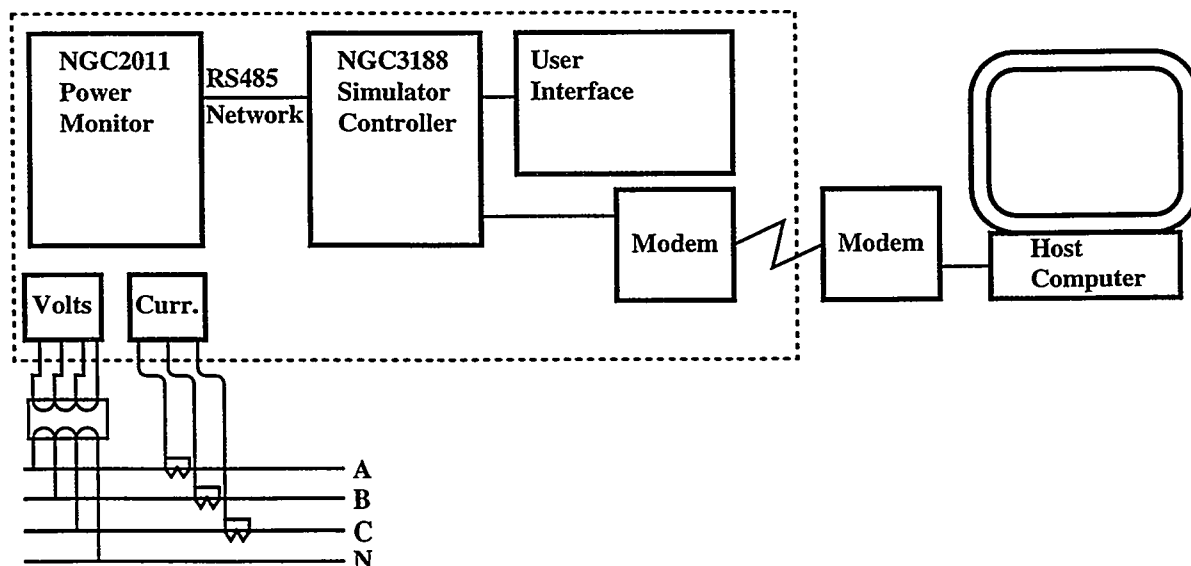 NGC2011
Power
Monitor
RS485
Network
NGC3188
Simulator
Controller
User
Interface
Modem
Modem
Host
Computer
Volts
Curr.
A
B
C
N